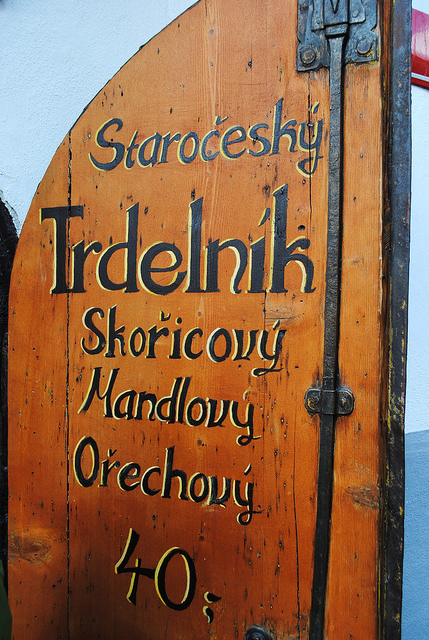 Staročeský
Trdelník
Skořicový
Mandlový
Ořechový
40,-